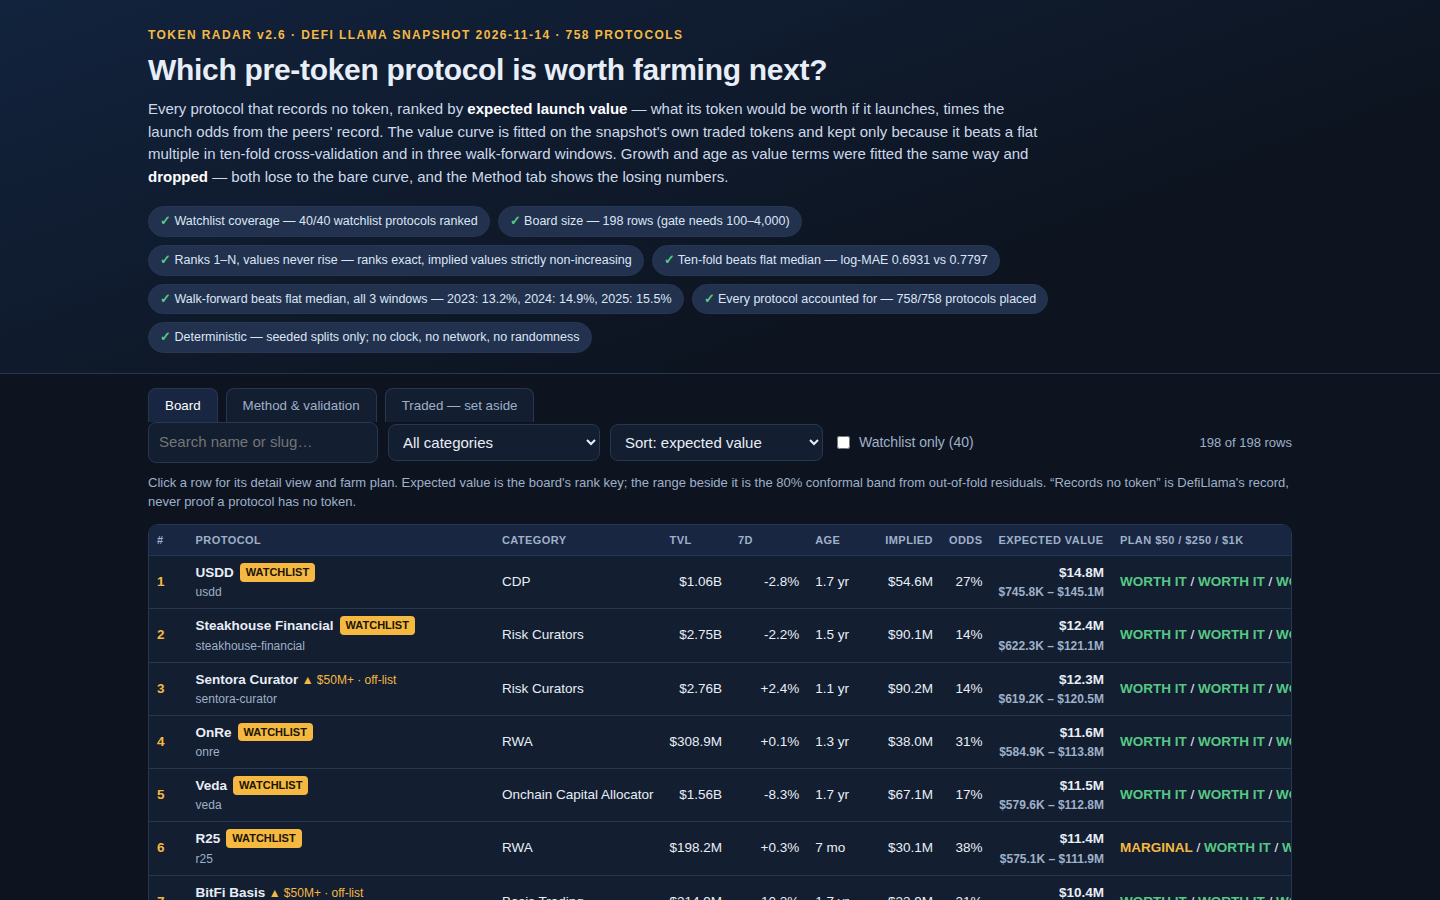 TOKEN RADAR v2.6 · DEFI LLAMA SNAPSHOT 2026-11-14 · 758 PROTOCOLS
Which pre-token protocol is worth farming next?
Every protocol that records no token, ranked by expected launch value — what its token would be worth if it launches, times the
launch odds from the peers' record. The value curve is fitted on the snapshot's own traded tokens and kept only because it beats a flat
multiple in ten-fold cross-validation and in three walk-forward windows. Growth and age as value terms were fitted the same way and
dropped — both lose to the bare curve, and the Method tab shows the losing numbers.
✓ Watchlist coverage — 40/40 watchlist protocols ranked ✓ Board size — 198 rows (gate needs 100–4,000)
✓ Ranks 1–N, values never rise — ranks exact, implied values strictly non-increasing ✓ Ten-fold beats flat median — log-MAE 0.6931 vs 0.7797
✓ Walk-forward beats flat median, all 3 windows — 2023: 13.2%, 2024: 14.9%, 2025: 15.5% ✓ Every protocol accounted for — 758/758 protocols placed
✓ Deterministic — seeded splits only; no clock, no network, no randomness
Board Method & validation Traded — set aside
Search name or slug… All categories Sort: expected value Watchlist only (40) 198 of 198 rows
Click a row for its detail view and farm plan. Expected value is the board's rank key; the range beside it is the 80% conformal band from out-of-fold residuals. “Records no token” is DefiLlama's record,
never proof a protocol has no token.
# PROTOCOL CATEGORY TVL 7D AGE IMPLIED ODDS EXPECTED VALUE PLAN $50 / $250 / $1K
1 USDD WATCHLIST CDP $1.06B -2.8% 1.7 yr $54.6M 27% $14.8M WORTH IT / WORTH IT /
usdd $745.8K – $145.1M
2 Steakhouse Financial WATCHLIST Risk Curators $2.75B -2.2% 1.5 yr $90.1M 14% $12.4M WORTH IT / WORTH IT /
steakhouse-financial $622.3K – $121.1M
3 Sentora Curator ▲ $50M+ · off-list Risk Curators $2.76B +2.4% 1.1 yr $90.2M 14% $12.3M WORTH IT / WORTH IT /
sentora-curator $619.2K – $120.5M
4 OnRe WATCHLIST RWA $308.9M +0.1% 1.3 yr $38.0M 31% $11.6M WORTH IT / WORTH IT /
onre $584.9K – $113.8M
5 Veda WATCHLIST Onchain Capital Allocator $1.56B -8.3% 1.7 yr $67.1M 17% $11.5M WORTH IT / WORTH IT /
veda $579.6K – $112.8M
6 R25 WATCHLIST RWA $198.2M +0.3% 7 mo $30.1M 38% $11.4M MARGINAL / WORTH IT /
r25 $575.1K – $111.9M
BitFi Basis ▲ $50M+ · off-list $10.4M